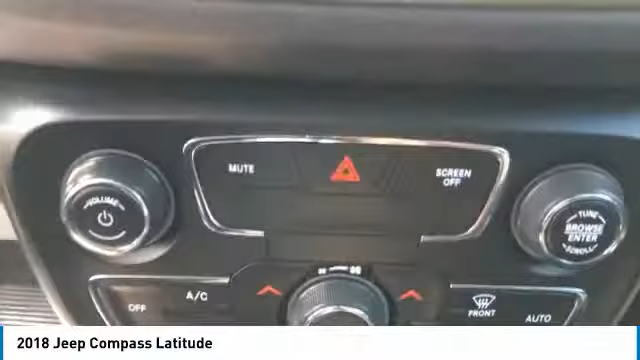 MUTE
SCREEN
OFF
VOLUME
TUNE
BROWSE
ENTER
SCROLL
OFF
A/C
FRONT
AUTO
2018 Jeep Compass Latitude